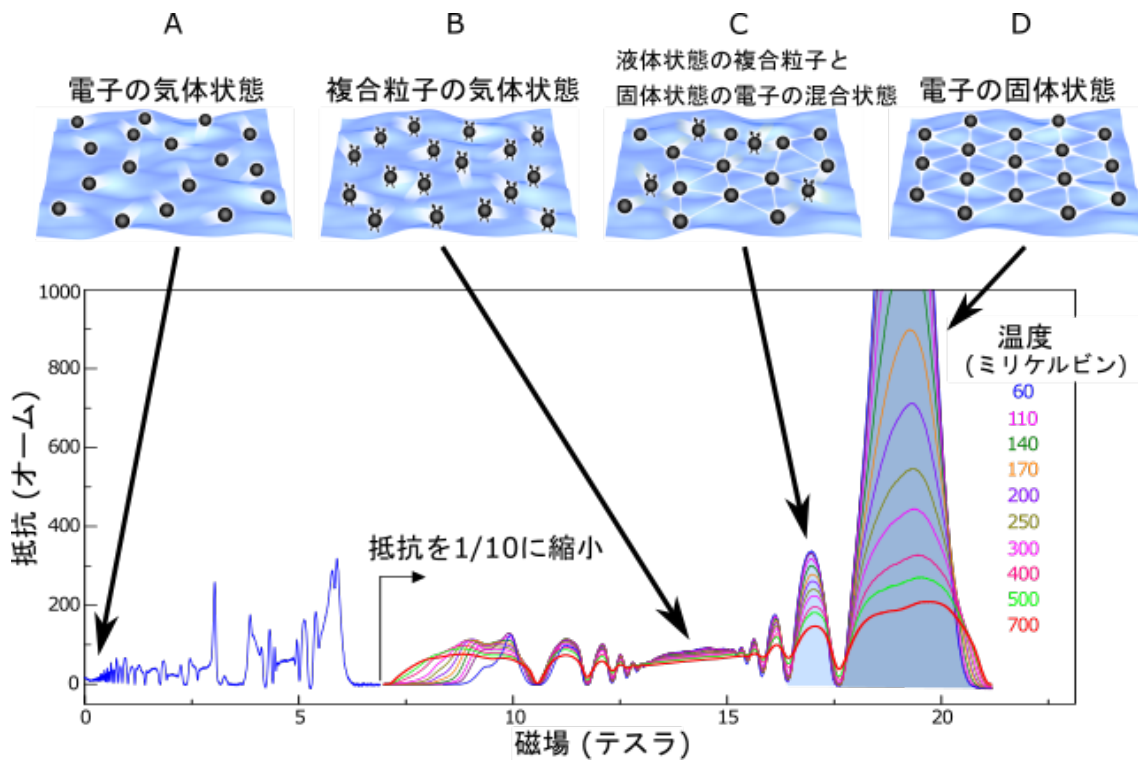 A
B
C
D
電子の気体状態
複合粒子の気体状態
液体状態の複合粒子と
固体状態の電子の混合状態
電子の固体状態
1000
800
600
400
200
0
抵抗 (オーム)
抵抗を1/10に縮小
温度
(ミリケルビン)
60
110
140
170
200
250
300
400
500
700
0
5
10
15
20
磁場 (テスラ)